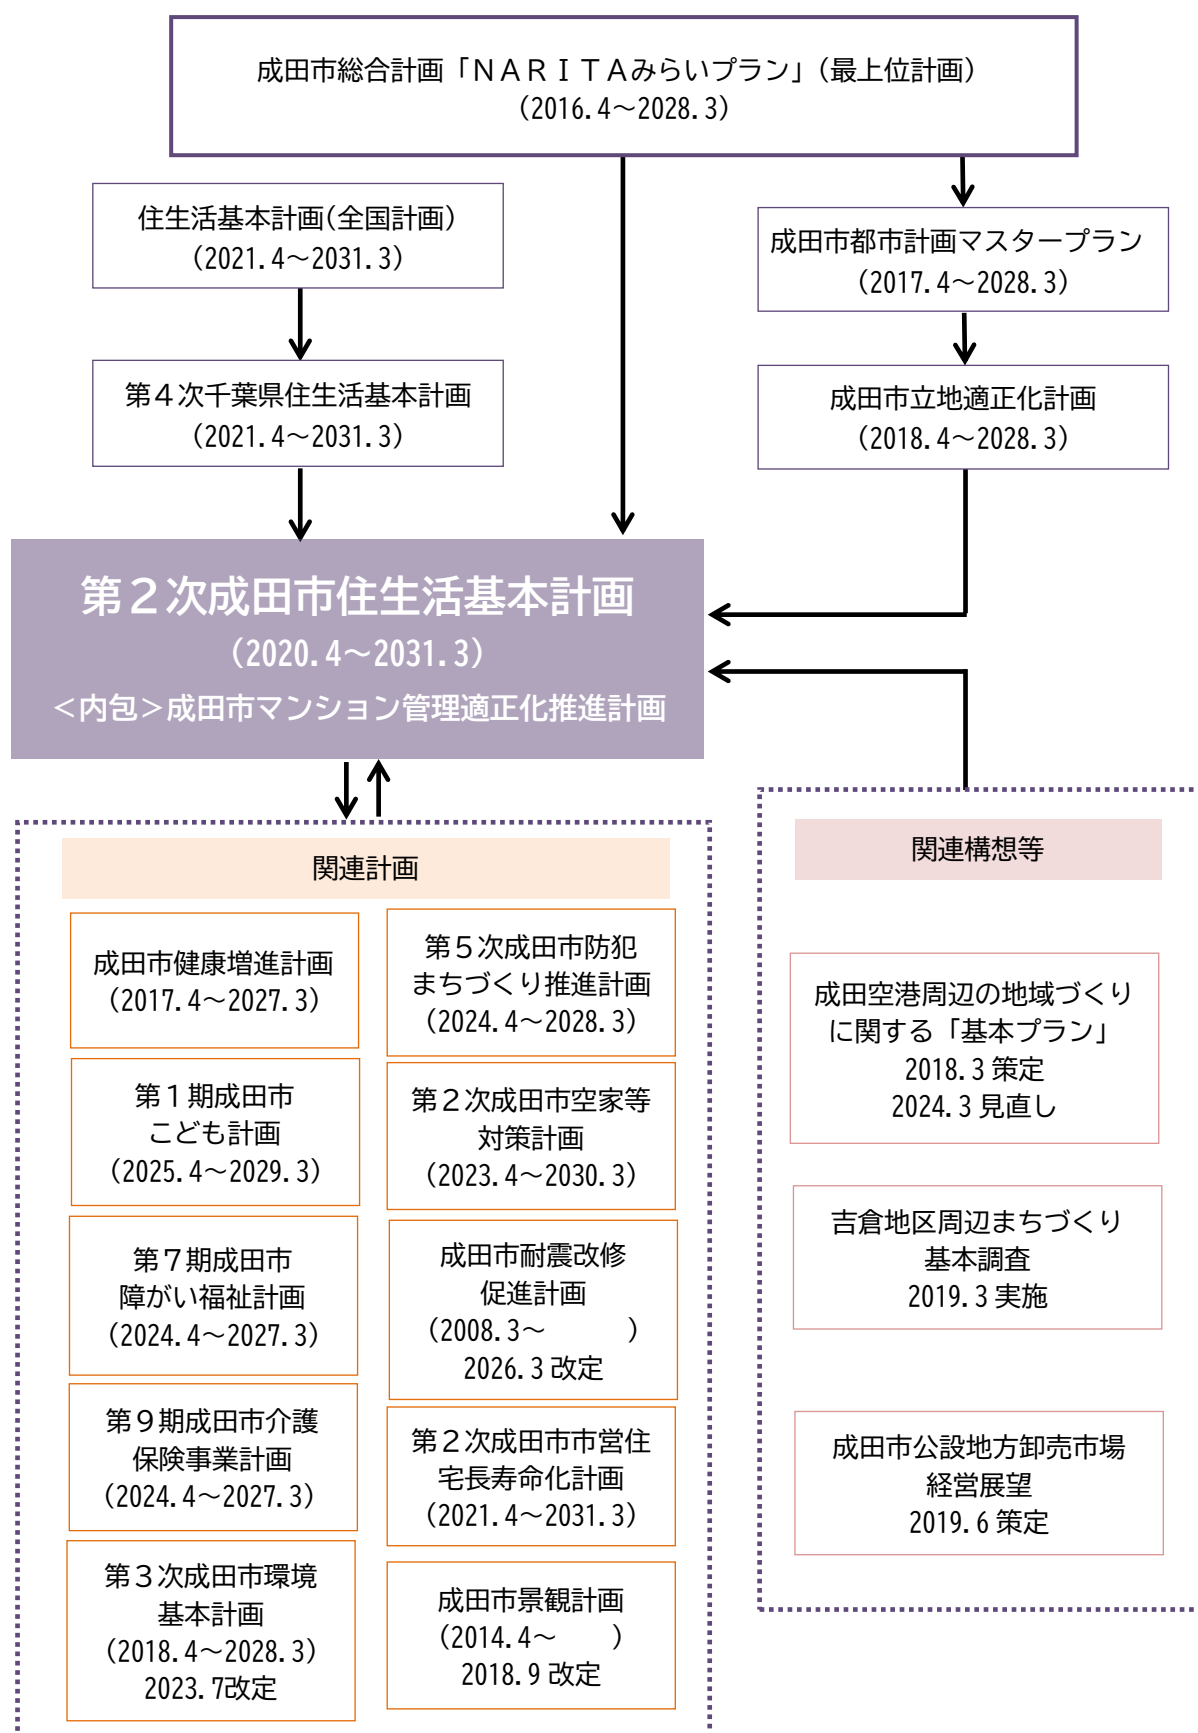 成田市総合計画「ＮＡＲＩＴＡみらいプラン」(最上位計画)
(2016.4～2028.3)
住生活基本計画(全国計画)
(2021.4～2031.3)
成田市都市計画マスタープラン
(2017.4～2028.3)
第４次千葉県住生活基本計画
(2021.4～2031.3)
成田市立地適正化計画
(2018.4～2028.3)
第２次成田市住生活基本計画
(2020.4～2031.3)
＜内包＞成田市マンション管理適正化推進計画
関連計画
成田市健康増進計画
(2017.4～2027.3)
第１期成田市
こども計画
(2025.4～2029.3)
第７期成田市
障がい福祉計画
(2024.4～2027.3)
第９期成田市介護
保険事業計画
(2024.4～2027.3)
第３次成田市環境
基本計画
(2018.4～2028.3)
2023.7改定
第５次成田市防犯
まちづくり推進計画
(2024.4～2028.3)
第２次成田市空家等
対策計画
(2023.4～2030.3)
成田市耐震改修
促進計画
(2008.3～　　　)
2026.3 改定
第２次成田市市営住
宅長寿命化計画
(2021.4～2031.3)
成田市景観計画
(2014.4～　　)
2018.9 改定
関連構想等
成田空港周辺の地域づくり
に関する「基本プラン」
2018.3 策定
2024.3 見直し
吉倉地区周辺まちづくり
基本調査
2019.3 実施
成田市公設地方卸売市場
経営展望
2019.6 策定